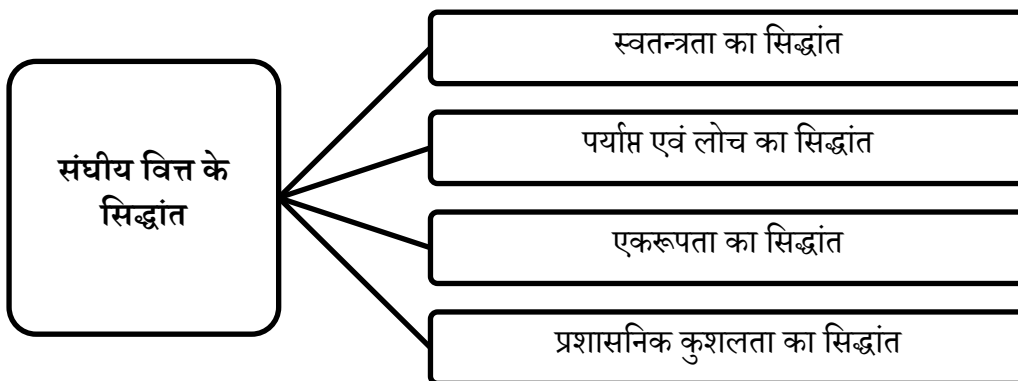 संघीय वित्त के
सिद्धांत
स्वतन्त्रता का सिद्धांत
पर्याप्त एवं लोच का सिद्धांत
एकरूपता का सिद्धांत
प्रशासनिक कुशलता का सिद्धांत